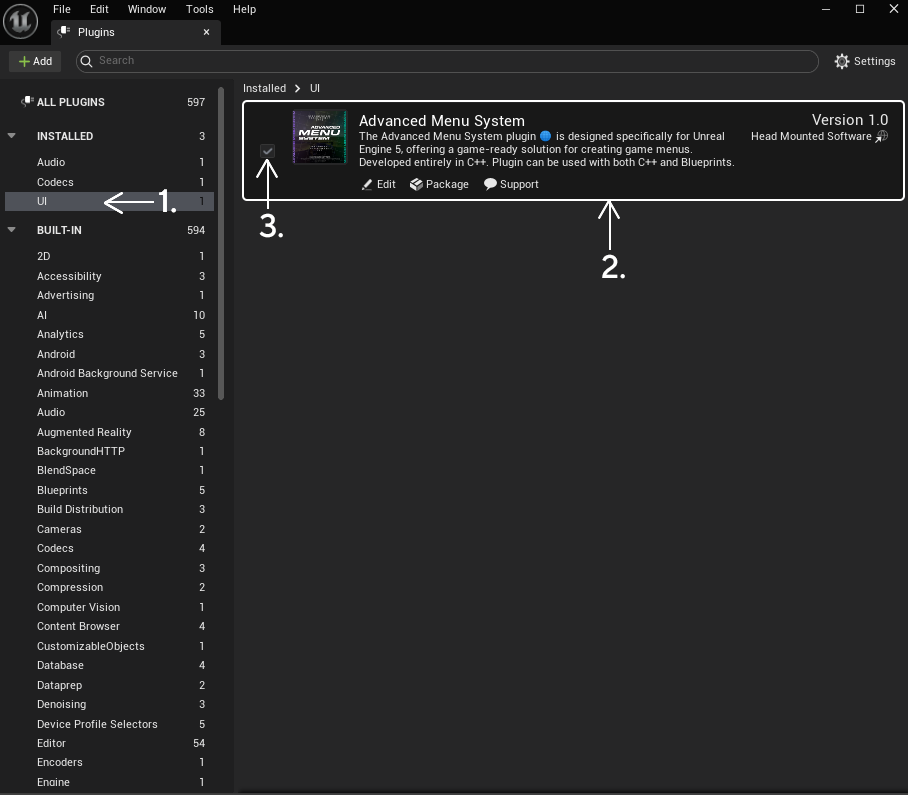 File Edit Window Tools Help
Plugins
Add
Search
Settings
ALL PLUGINS 597
INSTALLED 3
Audio 1
Codecs 1
UI 1
1.
BUILT-IN 594
2D 1
Accessibility 3
Advertising 1
AI 10
Analytics 5
Android 3
Android Background Service 1
Animation 33
Audio 25
Augmented Reality 8
BackgroundHTTP 1
BlendSpace 1
Blueprints 5
Build Distribution 3
Cameras 2
Codecs 4
Compositing 3
Compression 2
Computer Vision 1
Content Browser 4
CustomizableObjects 1
Database 4
Dataprep 2
Denoising 3
Device Profile Selectors 5
Editor 54
Encoders 1
Engine 1
Installed > UI
ADVANCED
MENU
SYSTEM
Advanced Menu System
Version 1.0
The Advanced Menu System plugin 🔵 is designed specifically for Unreal
Engine 5, offering a game-ready solution for creating game menus.
Developed entirely in C++. Plugin can be used with both C++ and Blueprints.
Head Mounted Software
Edit Package Support
3.
2.